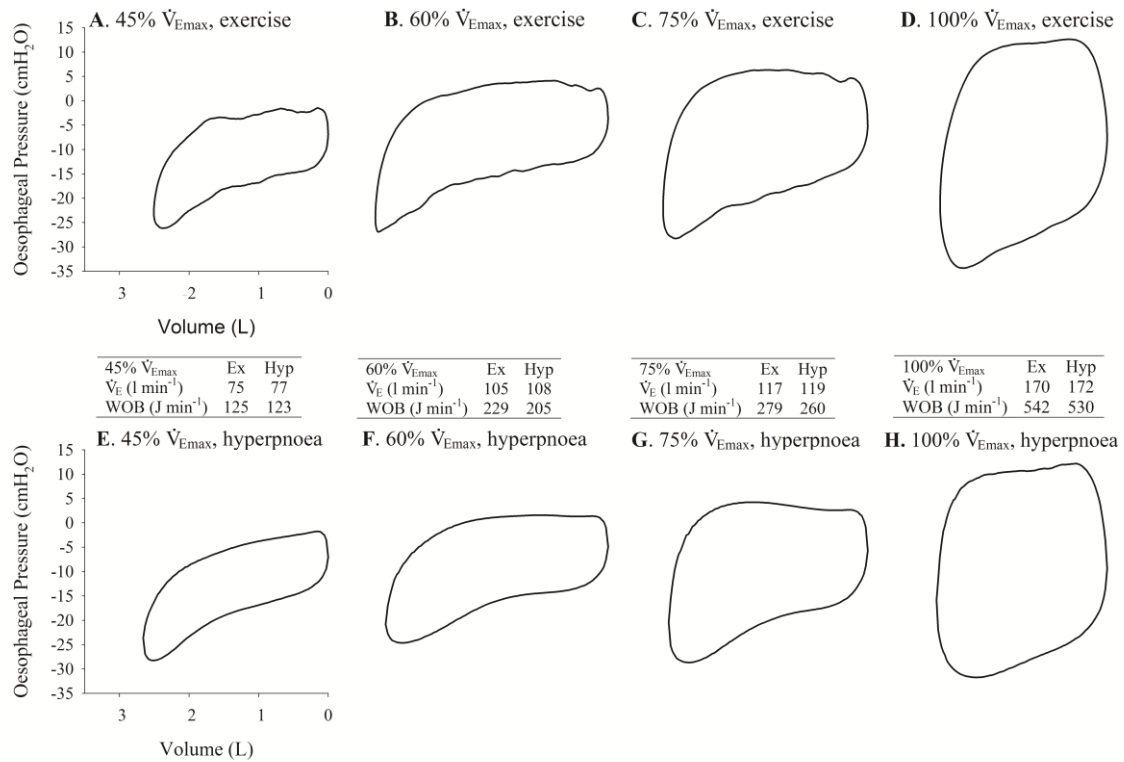 A. 45% V̇Emax, exercise
B. 60% V̇Emax, exercise
C. 75% V̇Emax, exercise
D. 100% V̇Emax, exercise
Oesophageal Pressure (cmH2O)
15
10
5
0
-5
-10
-15
-20
-25
-30
-35
3 2 1 0
Volume (L)
45% V̇Emax Ex Hyp
V̇E (l min-1) 75 77
WOB (J min-1) 125 123
60% V̇Emax Ex Hyp
V̇E (l min-1) 105 108
WOB (J min-1) 229 205
75% V̇Emax Ex Hyp
V̇E (l min-1) 117 119
WOB (J min-1) 279 260
100% V̇Emax Ex Hyp
V̇E (l min-1) 170 172
WOB (J min-1) 542 530
E. 45% V̇Emax, hyperpnoea
F. 60% V̇Emax, hyperpnoea
G. 75% V̇Emax, hyperpnoea
H. 100% V̇Emax, hyperpnoea
Oesophageal Pressure (cmH2O)
15
10
5
0
-5
-10
-15
-20
-25
-30
-35
3 2 1 0
Volume (L)